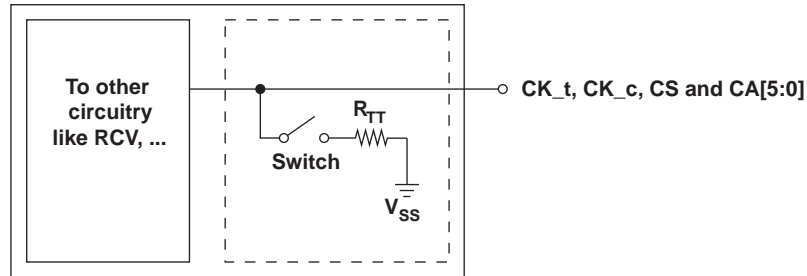 To other
circuitry
like RCV, ...
CK_t, CK_c, CS and CA[5:0]
RTT
Switch
VSS